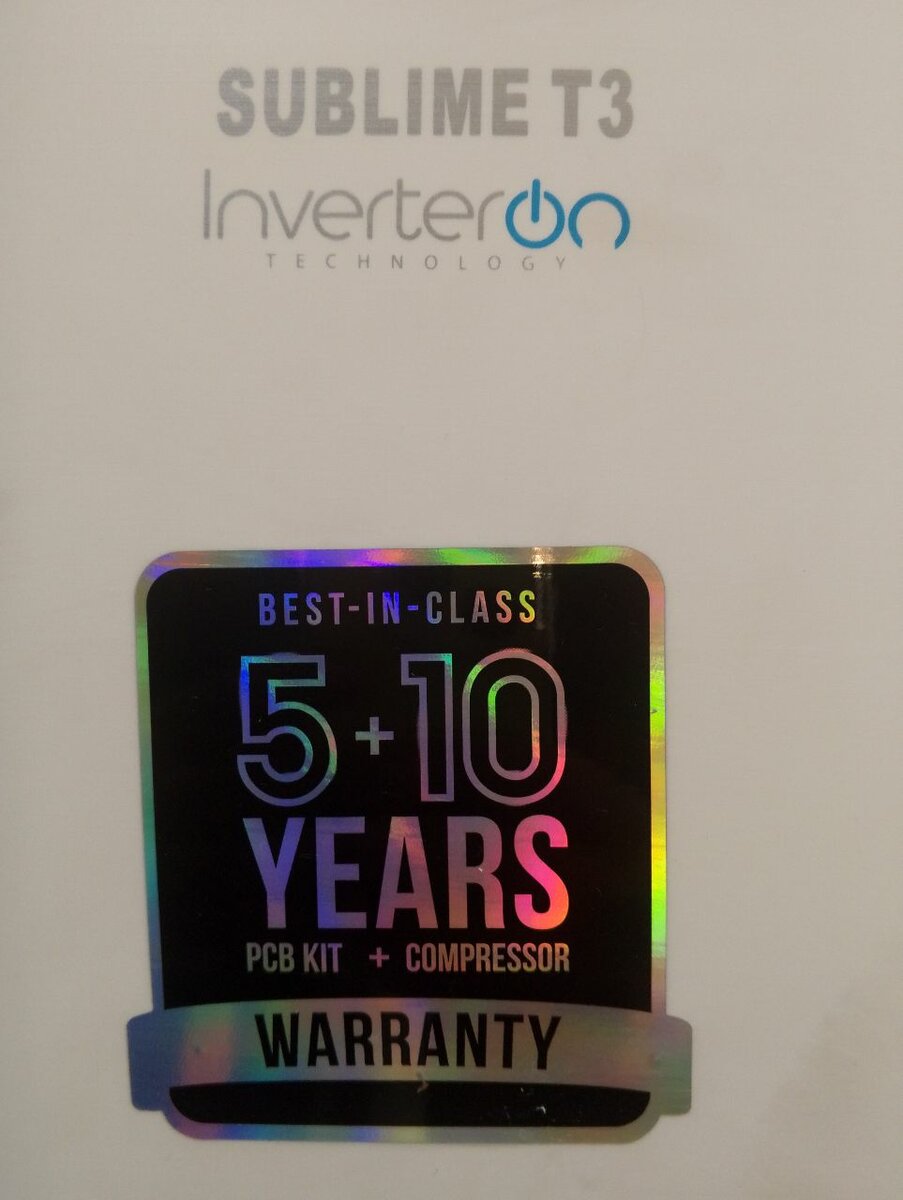 SUBLIME T3
Inverteron
TECHNOLOGY
BEST-IN-CLASS
5+10
YEARS
PCB KIT + COMPRESSOR
WARRANTY